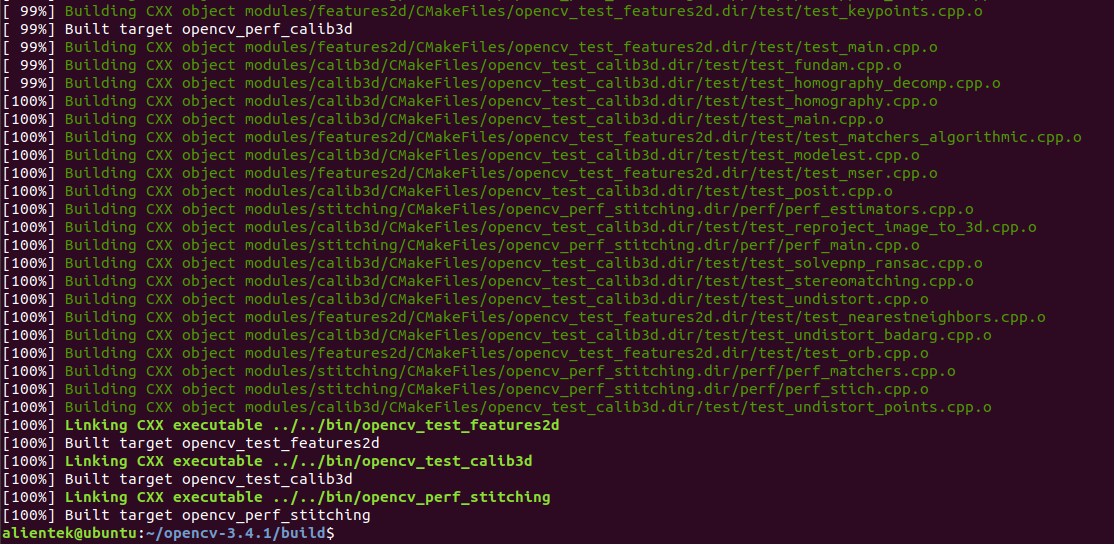 [ 99%] Building CXX object modules/features2d/CMakeFiles/opencv_test_features2d.dir/test/test_keypoints.cpp.o
[ 99%] Built target opencv_perf_calib3d
[ 99%] Building CXX object modules/features2d/CMakeFiles/opencv_test_features2d.dir/test/test_main.cpp.o
[ 99%] Building CXX object modules/calib3d/CMakeFiles/opencv_test_calib3d.dir/test/test_fundam.cpp.o
[ 99%] Building CXX object modules/calib3d/CMakeFiles/opencv_test_calib3d.dir/test/test_homography_decomp.cpp.o
[100%] Building CXX object modules/calib3d/CMakeFiles/opencv_test_calib3d.dir/test/test_homography.cpp.o
[100%] Building CXX object modules/calib3d/CMakeFiles/opencv_test_calib3d.dir/test/test_main.cpp.o
[100%] Building CXX object modules/features2d/CMakeFiles/opencv_test_features2d.dir/test/test_matchers_algorithmic.cpp.o
[100%] Building CXX object modules/calib3d/CMakeFiles/opencv_test_calib3d.dir/test/test_modelest.cpp.o
[100%] Building CXX object modules/features2d/CMakeFiles/opencv_test_features2d.dir/test/test_mser.cpp.o
[100%] Building CXX object modules/calib3d/CMakeFiles/opencv_test_calib3d.dir/test/test_posit.cpp.o
[100%] Building CXX object modules/stitching/CMakeFiles/opencv_perf_stitching.dir/perf/perf_estimators.cpp.o
[100%] Building CXX object modules/calib3d/CMakeFiles/opencv_test_calib3d.dir/test/test_reproject_image_to_3d.cpp.o
[100%] Building CXX object modules/stitching/CMakeFiles/opencv_perf_stitching.dir/perf/perf_main.cpp.o
[100%] Building CXX object modules/calib3d/CMakeFiles/opencv_test_calib3d.dir/test/test_solvepnp_ransac.cpp.o
[100%] Building CXX object modules/calib3d/CMakeFiles/opencv_test_calib3d.dir/test/test_stereomatching.cpp.o
[100%] Building CXX object modules/calib3d/CMakeFiles/opencv_test_calib3d.dir/test/test_undistort.cpp.o
[100%] Building CXX object modules/features2d/CMakeFiles/opencv_test_features2d.dir/test/test_nearestneighbors.cpp.o
[100%] Building CXX object modules/calib3d/CMakeFiles/opencv_test_calib3d.dir/test/test_undistort_badarg.cpp.o
[100%] Building CXX object modules/features2d/CMakeFiles/opencv_test_features2d.dir/test/test_orb.cpp.o
[100%] Building CXX object modules/stitching/CMakeFiles/opencv_perf_stitching.dir/perf/perf_matchers.cpp.o
[100%] Building CXX object modules/stitching/CMakeFiles/opencv_perf_stitching.dir/perf/perf_stich.cpp.o
[100%] Building CXX object modules/calib3d/CMakeFiles/opencv_test_calib3d.dir/test/test_undistort_points.cpp.o
[100%] Linking CXX executable ../../bin/opencv_test_features2d
[100%] Built target opencv_test_features2d
[100%] Linking CXX executable ../../bin/opencv_test_calib3d
[100%] Built target opencv_test_calib3d
[100%] Linking CXX executable ../../bin/opencv_perf_stitching
[100%] Built target opencv_perf_stitching
alientek@ubuntu:~/opencv-3.4.1/build$